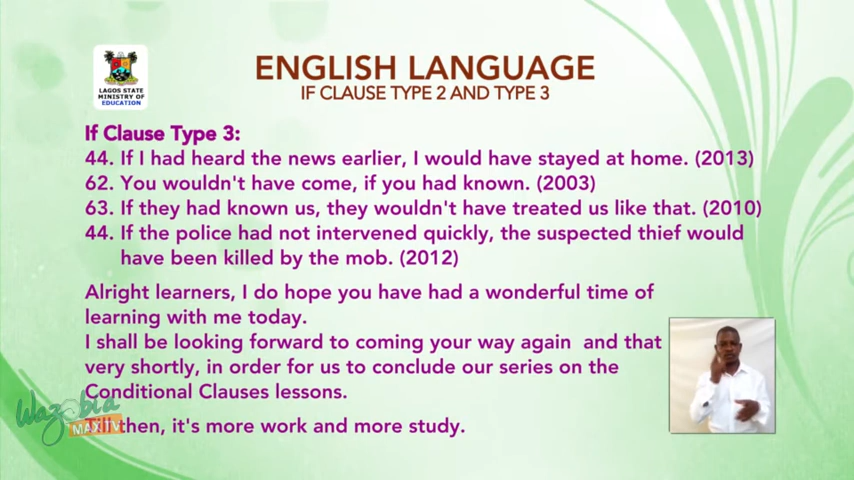 LAGOS STATE
MINISTRY OF
EDUCATION
ENGLISH LANGUAGE
IF CLAUSE TYPE 2 AND TYPE 3
If Clause Type 3:
44. If I had heard the news earlier, I would have stayed at home. (2013)
62. You wouldn't have come, if you had known. (2003)
63. If they had known us, they wouldn't have treated us like that. (2010)
44. If the police had not intervened quickly, the suspected thief would
have been killed by the mob. (2012)
Alright learners, I do hope you have had a wonderful time of
learning with me today.
I shall be looking forward to coming your way again and that
very shortly, in order for us to conclude our series on the
Conditional Clauses lessons.
Till then, it's more work and more study.
Wazobia
MAX TV